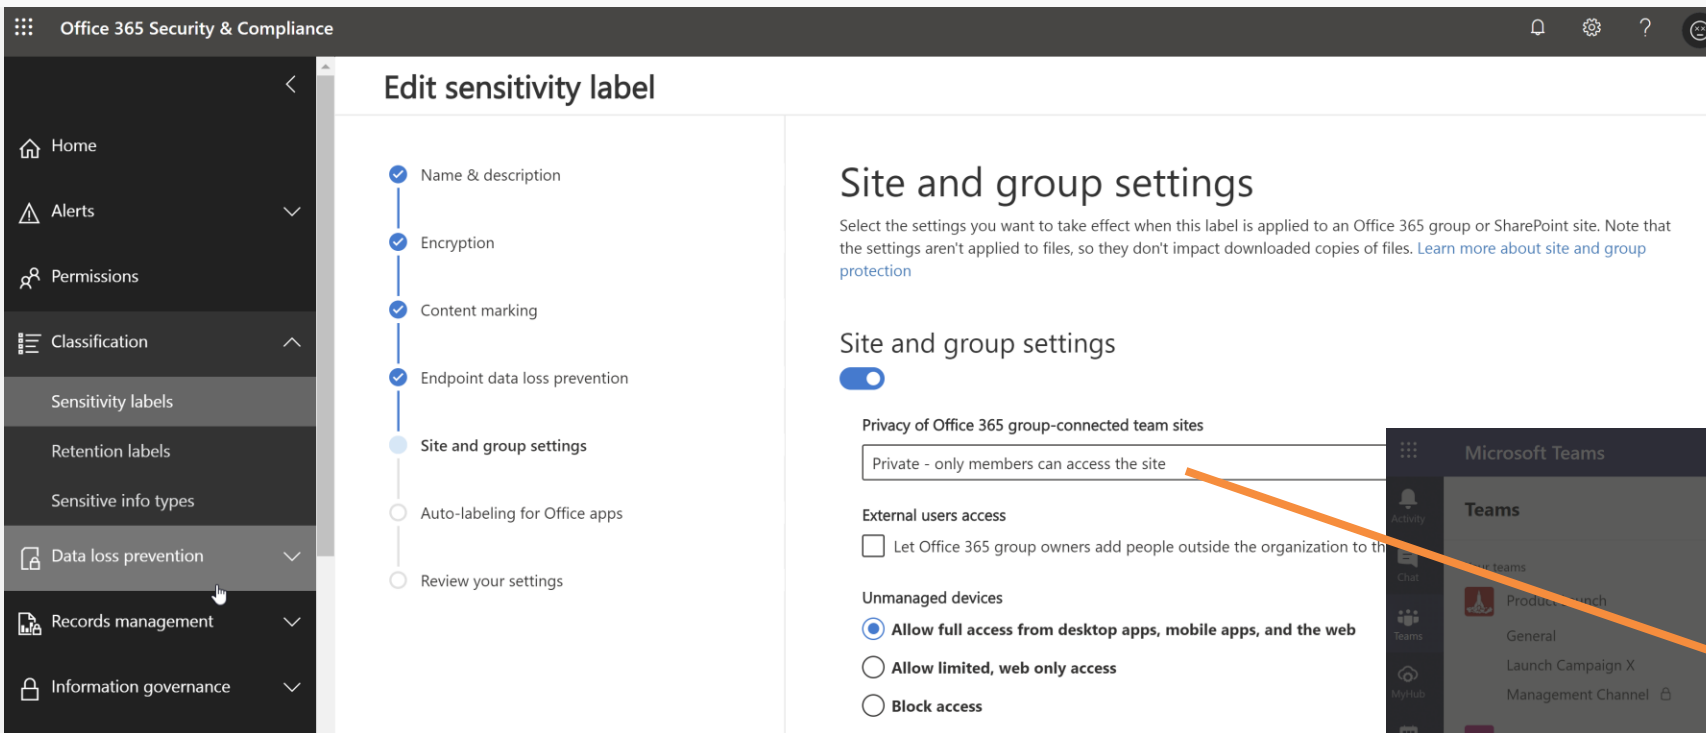 Office 365 Security & Compliance
Edit sensitivity label
Home
Alerts
Permissions
Classification
Sensitivity labels
Retention labels
Sensitive info types
Data loss prevention
Records management
Information governance
Name & description
Encryption
Content marking
Endpoint data loss prevention
Site and group settings
Auto-labeling for Office apps
Review your settings
Site and group settings
Select the settings you want to take effect when this label is applied to an Office 365 group or SharePoint site. Note that
the settings aren't applied to files, so they don't impact downloaded copies of files. Learn more about site and group
protection
Site and group settings
Privacy of Office 365 group-connected team sites
Private - only members can access the site
External users access
Let Office 365 group owners add people outside the organization to th
Unmanaged devices
Allow full access from desktop apps, mobile apps, and the web
Allow limited, web only access
Block access
Microsoft Teams
Activity
Chat
Teams
MyHub
Teams
teams
Product
General
Launch Campaign X
Management Channel